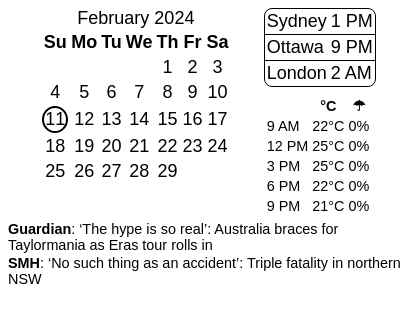 February 2024
Su Mo Tu We Th Fr Sa
1 2 3
4 5 6 7 8 9 10
11 12 13 14 15 16 17
18 19 20 21 22 23 24
25 26 27 28 29
Sydney 1 PM
Ottawa 9 PM
London 2 AM
°C ☂
9 AM 22°C 0%
12 PM 25°C 0%
3 PM 25°C 0%
6 PM 22°C 0%
9 PM 21°C 0%
Guardian: ‘The hype is so real’: Australia braces for
Taylormania as Eras tour rolls in
SMH: ‘No such thing as an accident’: Triple fatality in northern
NSW